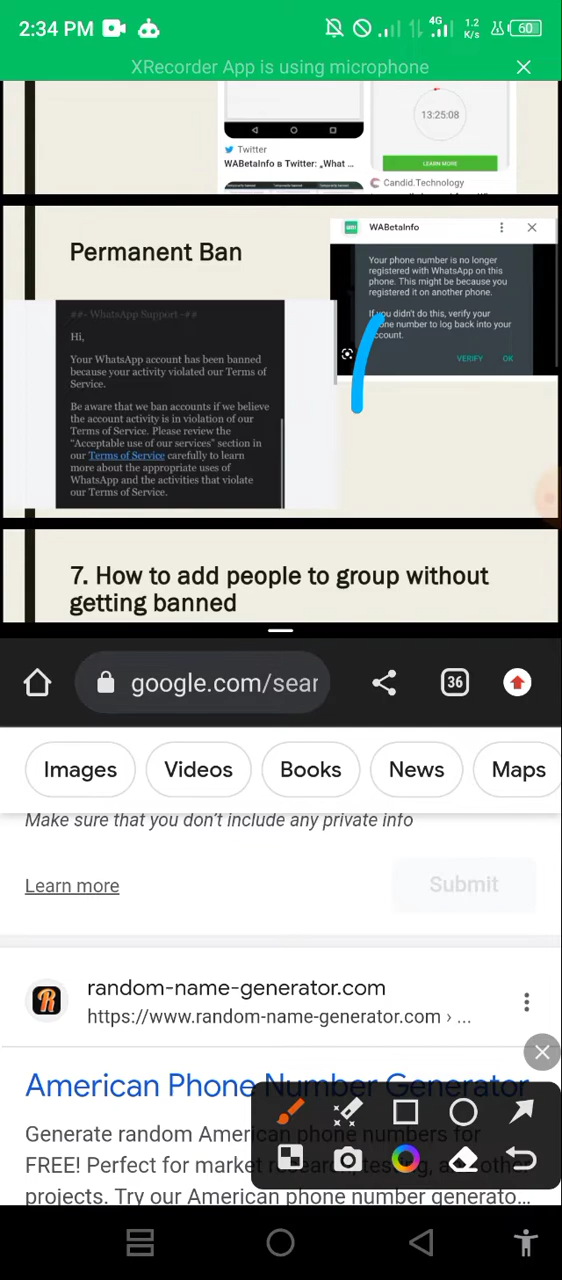 2:34 PM
4G
1.2
K/s
60
XRecorder App is using microphone
13:25:08
LEARN MORE
Twitter
WABetaInfo в Twitter: „What ...
Candid.Technology
Permanent Ban
WABetaInfo
Your phone number is no longer
registered with WhatsApp on this
phone. This might be because you
registered it on another phone.
If you didn't do this, verify your
phone number to log back into your
account.
VERIFY
OK
##- WhatsApp Support -##
Hi,
Your WhatsApp account has been banned
because your activity violated our Terms of
Service.
Be aware that we ban accounts if we believe
the account activity is in violation of our
Terms of Service. Please review the
“Acceptable use of our services” section in
our Terms of Service carefully to learn
more about the appropriate uses of
WhatsApp and the activities that violate
our Terms of Service.
7. How to add people to group without
getting banned
google.com/sear
36
Images
Videos
Books
News
Maps
Make sure that you don't include any private info
Learn more
Submit
random-name-generator.com
https://www.random-name-generator.com › ...
American Phone Number Generator
Generate random American phone numbers for
FREE! Perfect for market research, testing, and other
projects. Try our American phone number generato...